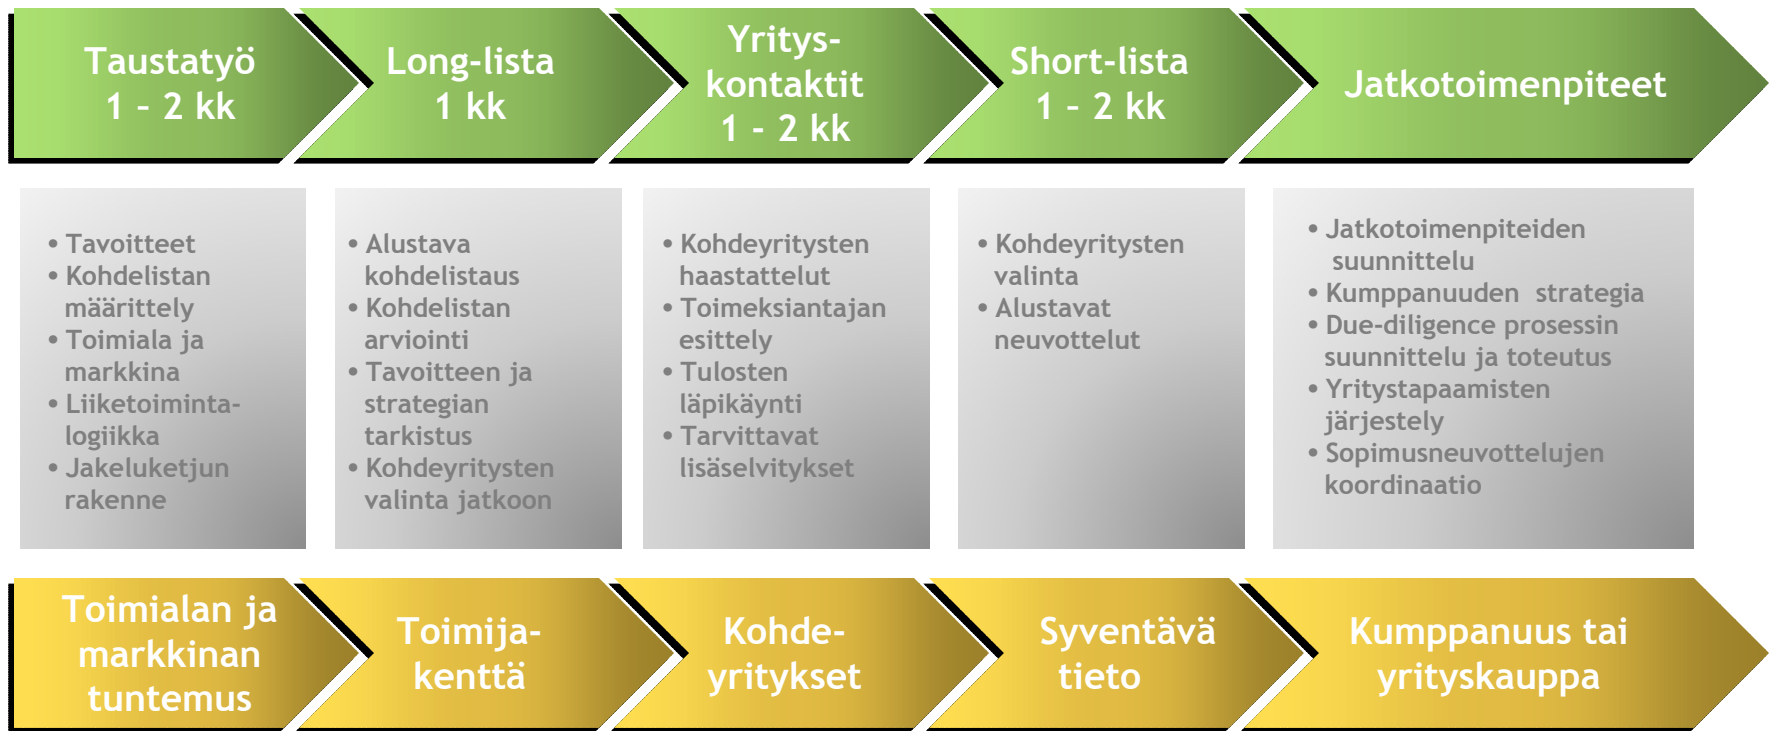 Taustatyö
1 – 2 kk
Long-lista
1 kk
Yritys-
kontaktit
1 - 2 kk
Short-lista
1 – 2 kk
Jatkotoimenpiteet
• Tavoitteet
• Kohdelistan
määrittely
• Toimiala ja
markkina
• Liiketoiminta-
logiikka
• Jakeluketjun
rakenne
• Alustava
kohdelistaus
• Kohdelistan
arviointi
• Tavoitteen ja
strategian
tarkistus
• Kohdeyritysten
valinta jatkoon
• Kohdeyritysten
haastattelut
• Toimeksiantajan
esittely
• Tulosten
läpikäynti
• Tarvittavat
lisäselvitykset
• Kohdeyritysten
valinta
• Alustavat
neuvottelut
• Jatkotoimenpiteiden
suunnittelu
• Kumppanuuden strategia
• Due-diligence prosessin
suunnittelu ja toteutus
• Yritystapaamisten
järjestely
• Sopimusneuvottelujen
koordinaatio
Toimialan ja
markkinan
tuntemus
Toimija-
kenttä
Kohde-
yritykset
Syventävä
tieto
Kumppanuus tai
yrityskauppa